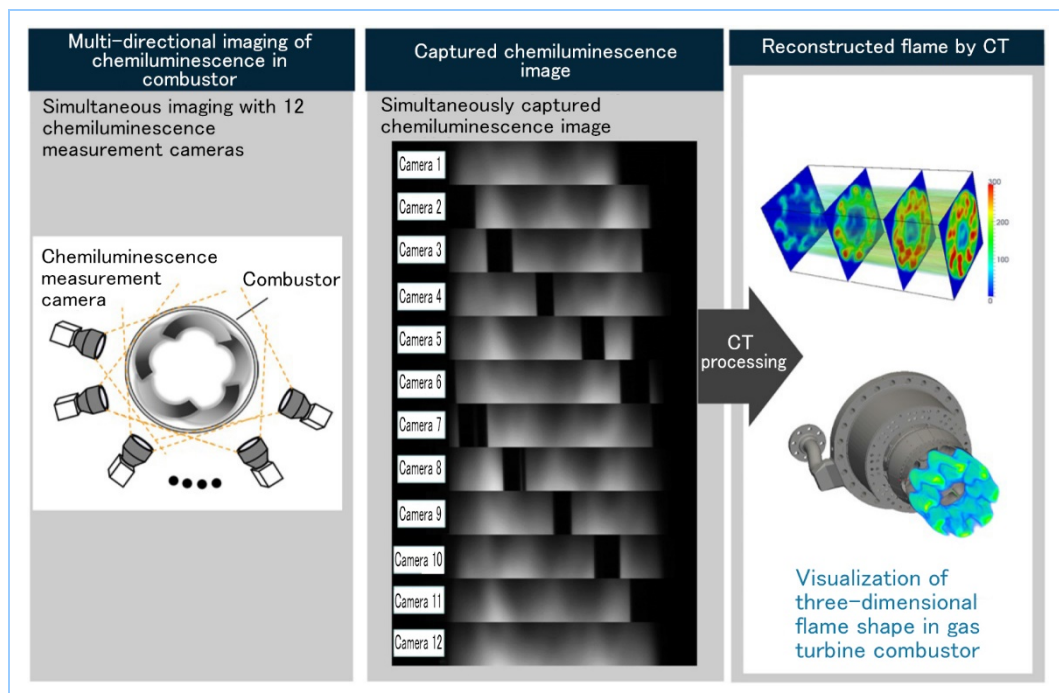 Multi-directional imaging of
chemiluminescence in
combustor
Simultaneous imaging with 12
chemiluminescence
measurement cameras
Chemiluminescence
measurement
camera
Combustor
Captured chemiluminescence
image
Simultaneously captured
chemiluminescence image
Camera 1
Camera 2
Camera 3
Camera 4
Camera 5
Camera 6
Camera 7
Camera 8
Camera 9
Camera 10
Camera 11
Camera 12
CT
processing
Reconstructed flame by CT
300
200
100
0
Visualization of
three-dimensional
flame shape in gas
turbine combustor